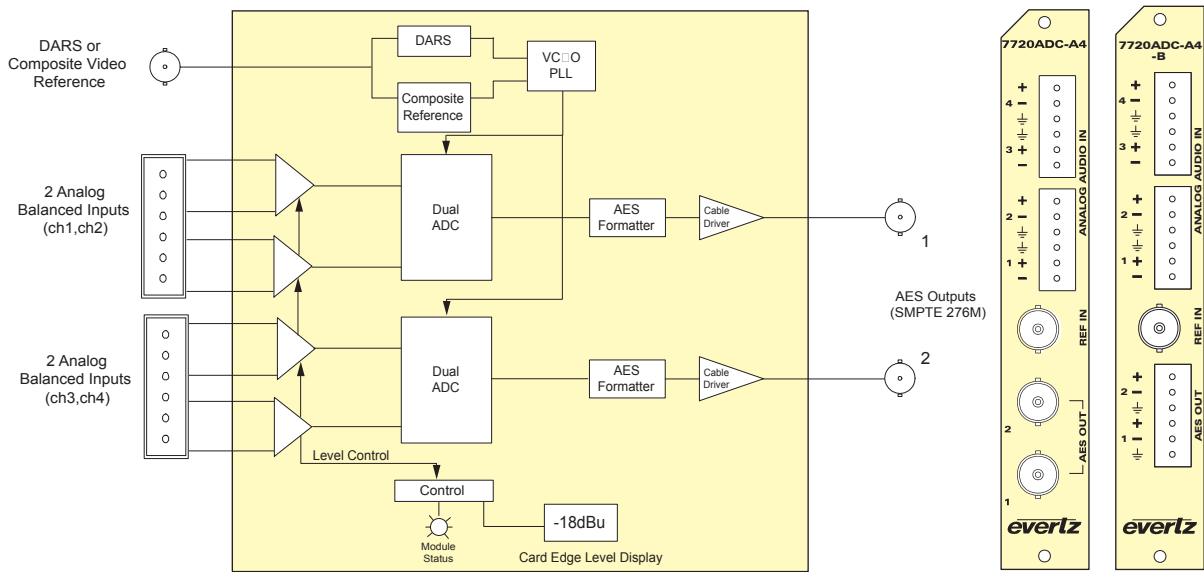 DARS or
Composite Video
Reference
DARS
Composite
Reference
VC□O
PLL
2 Analog
Balanced Inputs
(ch1,ch2)
Dual
ADC
AES
Formatter
Cable
Driver
1
AES Outputs
(SMPTE 276M)
2 Analog
Balanced Inputs
(ch3,ch4)
Dual
ADC
AES
Formatter
Cable
Driver
2
Level Control
Control
Module
Status
-18dBu
Card Edge Level Display
7720ADC-A4
+
4 −
3 +
−
+
2 −
1 +
−
ANALOG AUDIO IN
REF IN
2
1
AES OUT
evertz
7720ADC-A4
-B
+
4 −
3 +
−
+
2 −
1 +
−
ANALOG AUDIO IN
REF IN
+
2 −
+
1 −
AES OUT
evertz